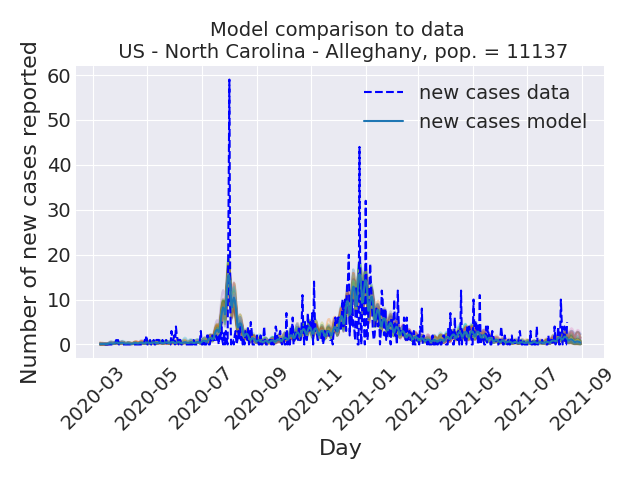 Model comparison to data
US - North Carolina - Alleghany, pop. = 11137
Number of new cases reported
60
50
40
30
20
10
0
new cases data
new cases model
2020-03
2020-05
2020-07
2020-09
2020-11
2021-01
2021-03
2021-05
2021-07
2021-09
Day